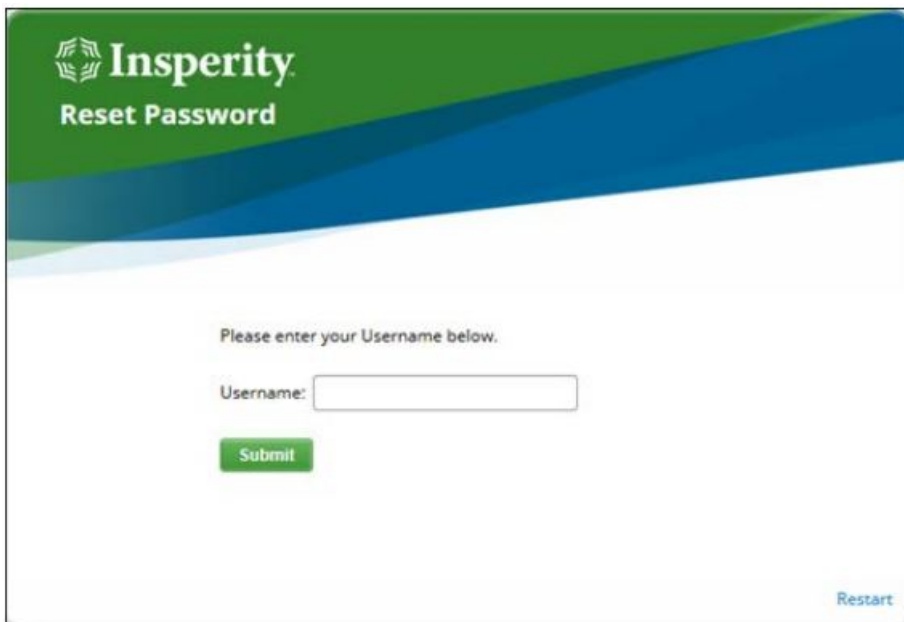 Insperity
Reset Password
Please enter your Username below.
Username:
Submit
Restart